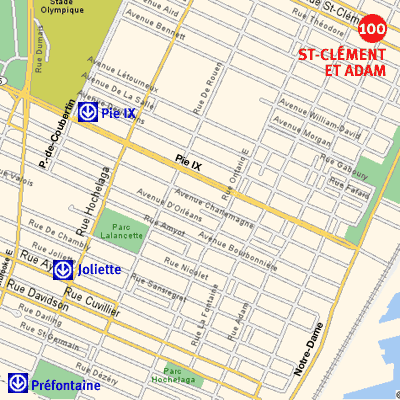 Stade
Olympique
Avenue Aird
Avenue Bennett
Rue St-Clément
Rue Théodore
100
ST-CLÉMENT
ET ADAM
Rue Dumas
Avenue Létourneux
Avenue De La Salle
Pie IX
P.-de-Coubertin
Rue De Rouen
Avenue William-David
Avenue Morgan
Rue Gaboury
Rue Fafard
Pie IX
Rue Ontario E
Rue Valois
Rue Hochelaga
Avenue D'Orléans
Avenue Charlemagne
Avenue Bourbonnière
Rue De Chambly
Rue Joliette
Parc
Lalancette
Rue Amyot
Rue Nicolet
Rue Sansregret
Joliette
Rue Cuvillier
Rue Davidson
Rue Darling
Rue St-Germain
Rue Dézéry
Rue La Fontaine
Rue Adam
Notre-Dame
Parc
Hochelaga
Préfontaine